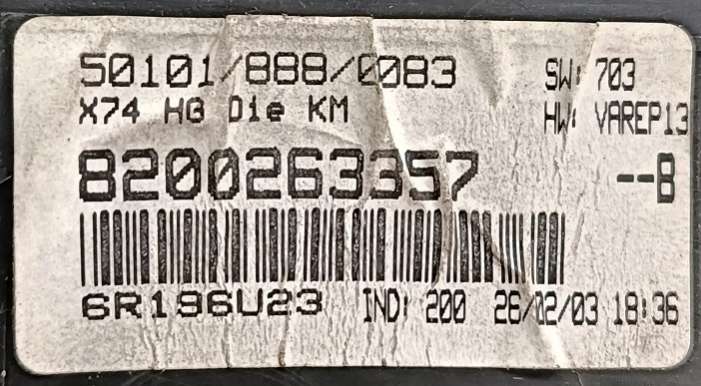 50101/888/0083 SW: 703
X74 HG Die KM HW: VAREP13
8200263357 --B
6R196U23 IND: 200 26/02/03 18:36